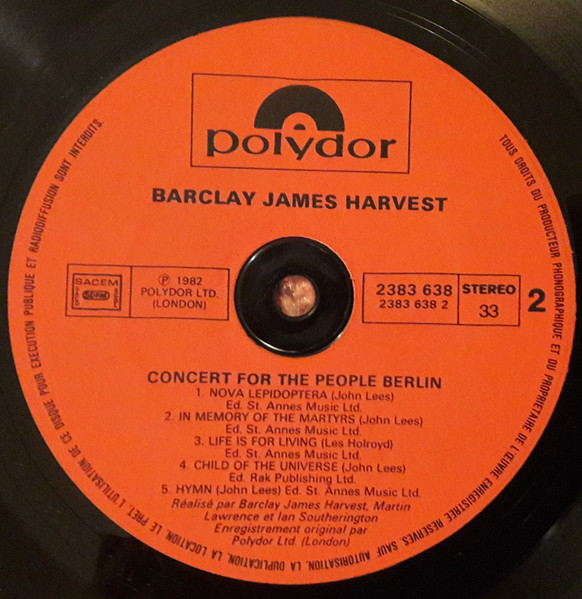 polydor
BARCLAY JAMES HARVEST
SACEM
SDRM
℗ 1982
POLYDOR LTD.
(LONDON)
2383 638
2383 638 2
STEREO
33
2
CONCERT FOR THE PEOPLE BERLIN
1. NOVA LEPIDOPTERA (John Lees)
Ed. St. Annes Music Ltd.
2. IN MEMORY OF THE MARTYRS (John Lees)
Ed. St. Annes Music Ltd.
3. LIFE IS FOR LIVING (Les Holroyd)
Ed. St. Annes Music Ltd.
4. CHILD OF THE UNIVERSE (John Lees)
Ed. Rak Publishing Ltd.
5. HYMN (John Lees) Ed. St. Annes Music Ltd.
Réalisé par Barclay James Harvest, Martin
Lawrence et Ian Southerington
Enregistrement original par
Polydor Ltd. (London)
TOUS DROITS DU PRODUCTEUR PHONOGRAPHIQUE ET DU PROPRIETAIRE DE L'ŒUVRE ENREGISTREE RESERVES. SAUF AUTORISATION, LA DUPLICATION, LA LOCATION, LE PRET, L'UTILISATION DE CE DISQUE POUR EXECUTION PUBLIQUE ET RADIODIFFUSION SONT INTERDITS.